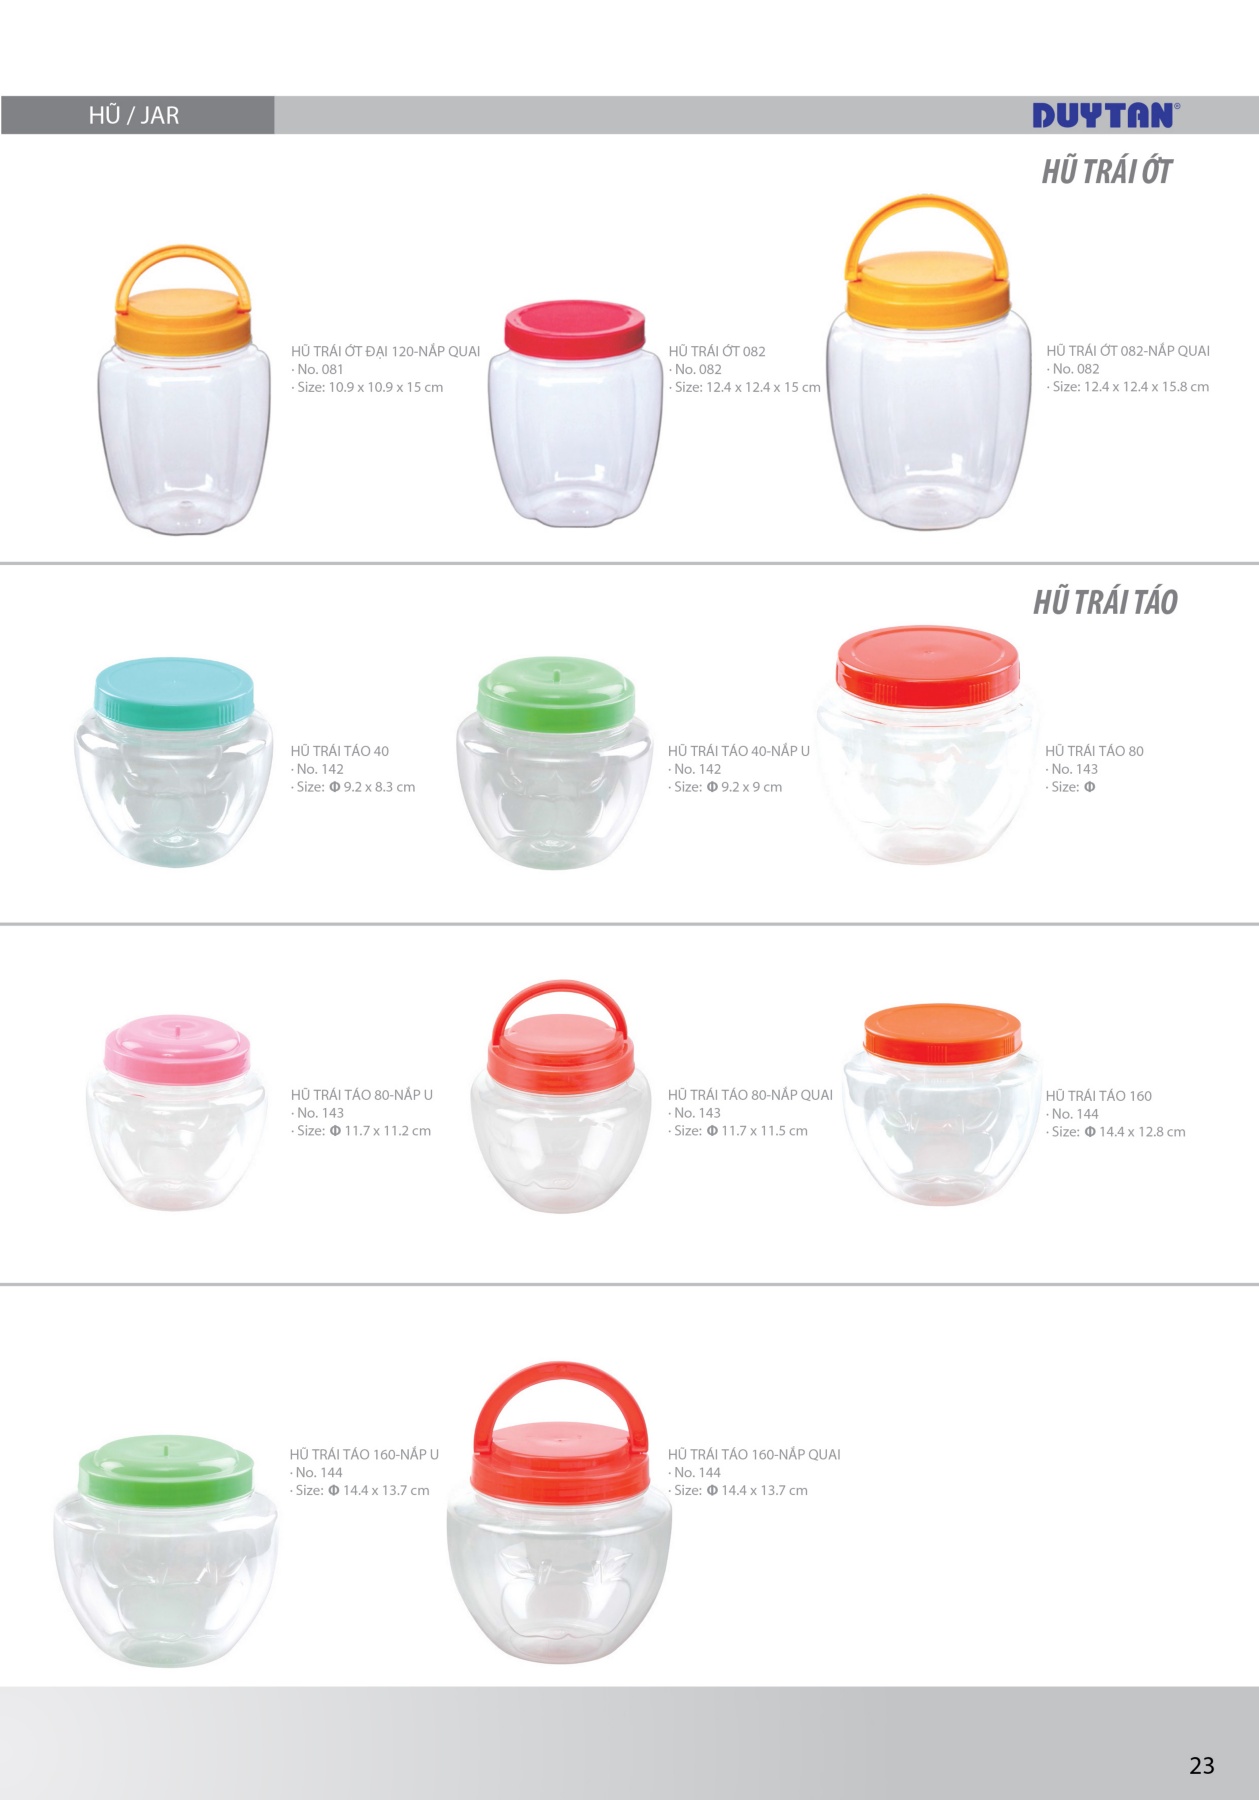 HŨ / JAR
DUYTAN®
HŨ TRÁI ỚT
HŨ TRÁI ỚT ĐẠI 120-NẮP QUAI
· No. 081
· Size: 10.9 x 10.9 x 15 cm
HŨ TRÁI ỚT 082
· No. 082
· Size: 12.4 x 12.4 x 15 cm
HŨ TRÁI ỚT 082-NẮP QUAI
· No. 082
· Size: 12.4 x 12.4 x 15.8 cm
HŨ TRÁI TÁO
HŨ TRÁI TÁO 40
· No. 142
· Size: Φ 9.2 x 8.3 cm
HŨ TRÁI TÁO 40-NẮP U
· No. 142
· Size: Φ 9.2 x 9 cm
HŨ TRÁI TÁO 80
· No. 143
· Size: Φ
HŨ TRÁI TÁO 80-NẮP U
· No. 143
· Size: Φ 11.7 x 11.2 cm
HŨ TRÁI TÁO 80-NẮP QUAI
· No. 143
· Size: Φ 11.7 x 11.5 cm
HŨ TRÁI TÁO 160
· No. 144
· Size: Φ 14.4 x 12.8 cm
HŨ TRÁI TÁO 160-NẮP U
· No. 144
· Size: Φ 14.4 x 13.7 cm
HŨ TRÁI TÁO 160-NẮP QUAI
· No. 144
· Size: Φ 14.4 x 13.7 cm
23